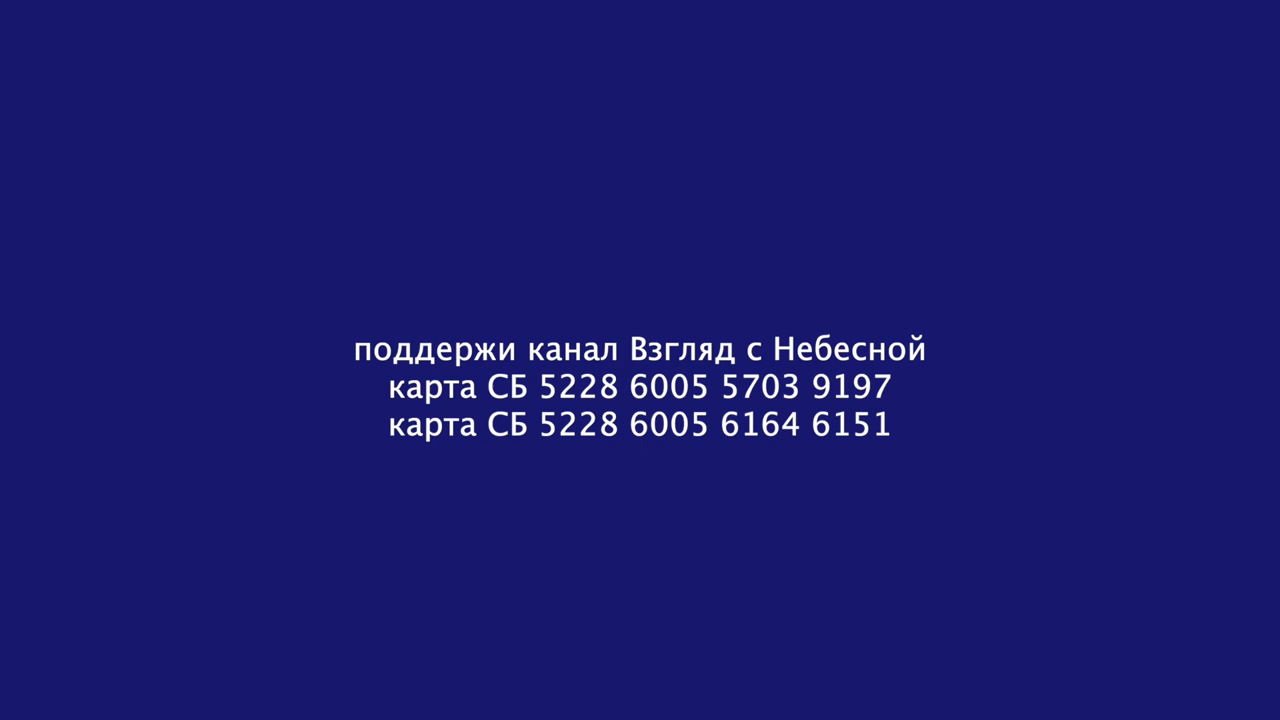 поддержи канал Взгляд с Небесной
карта СБ 5228 6005 5703 9197
карта СБ 5228 6005 6164 6151